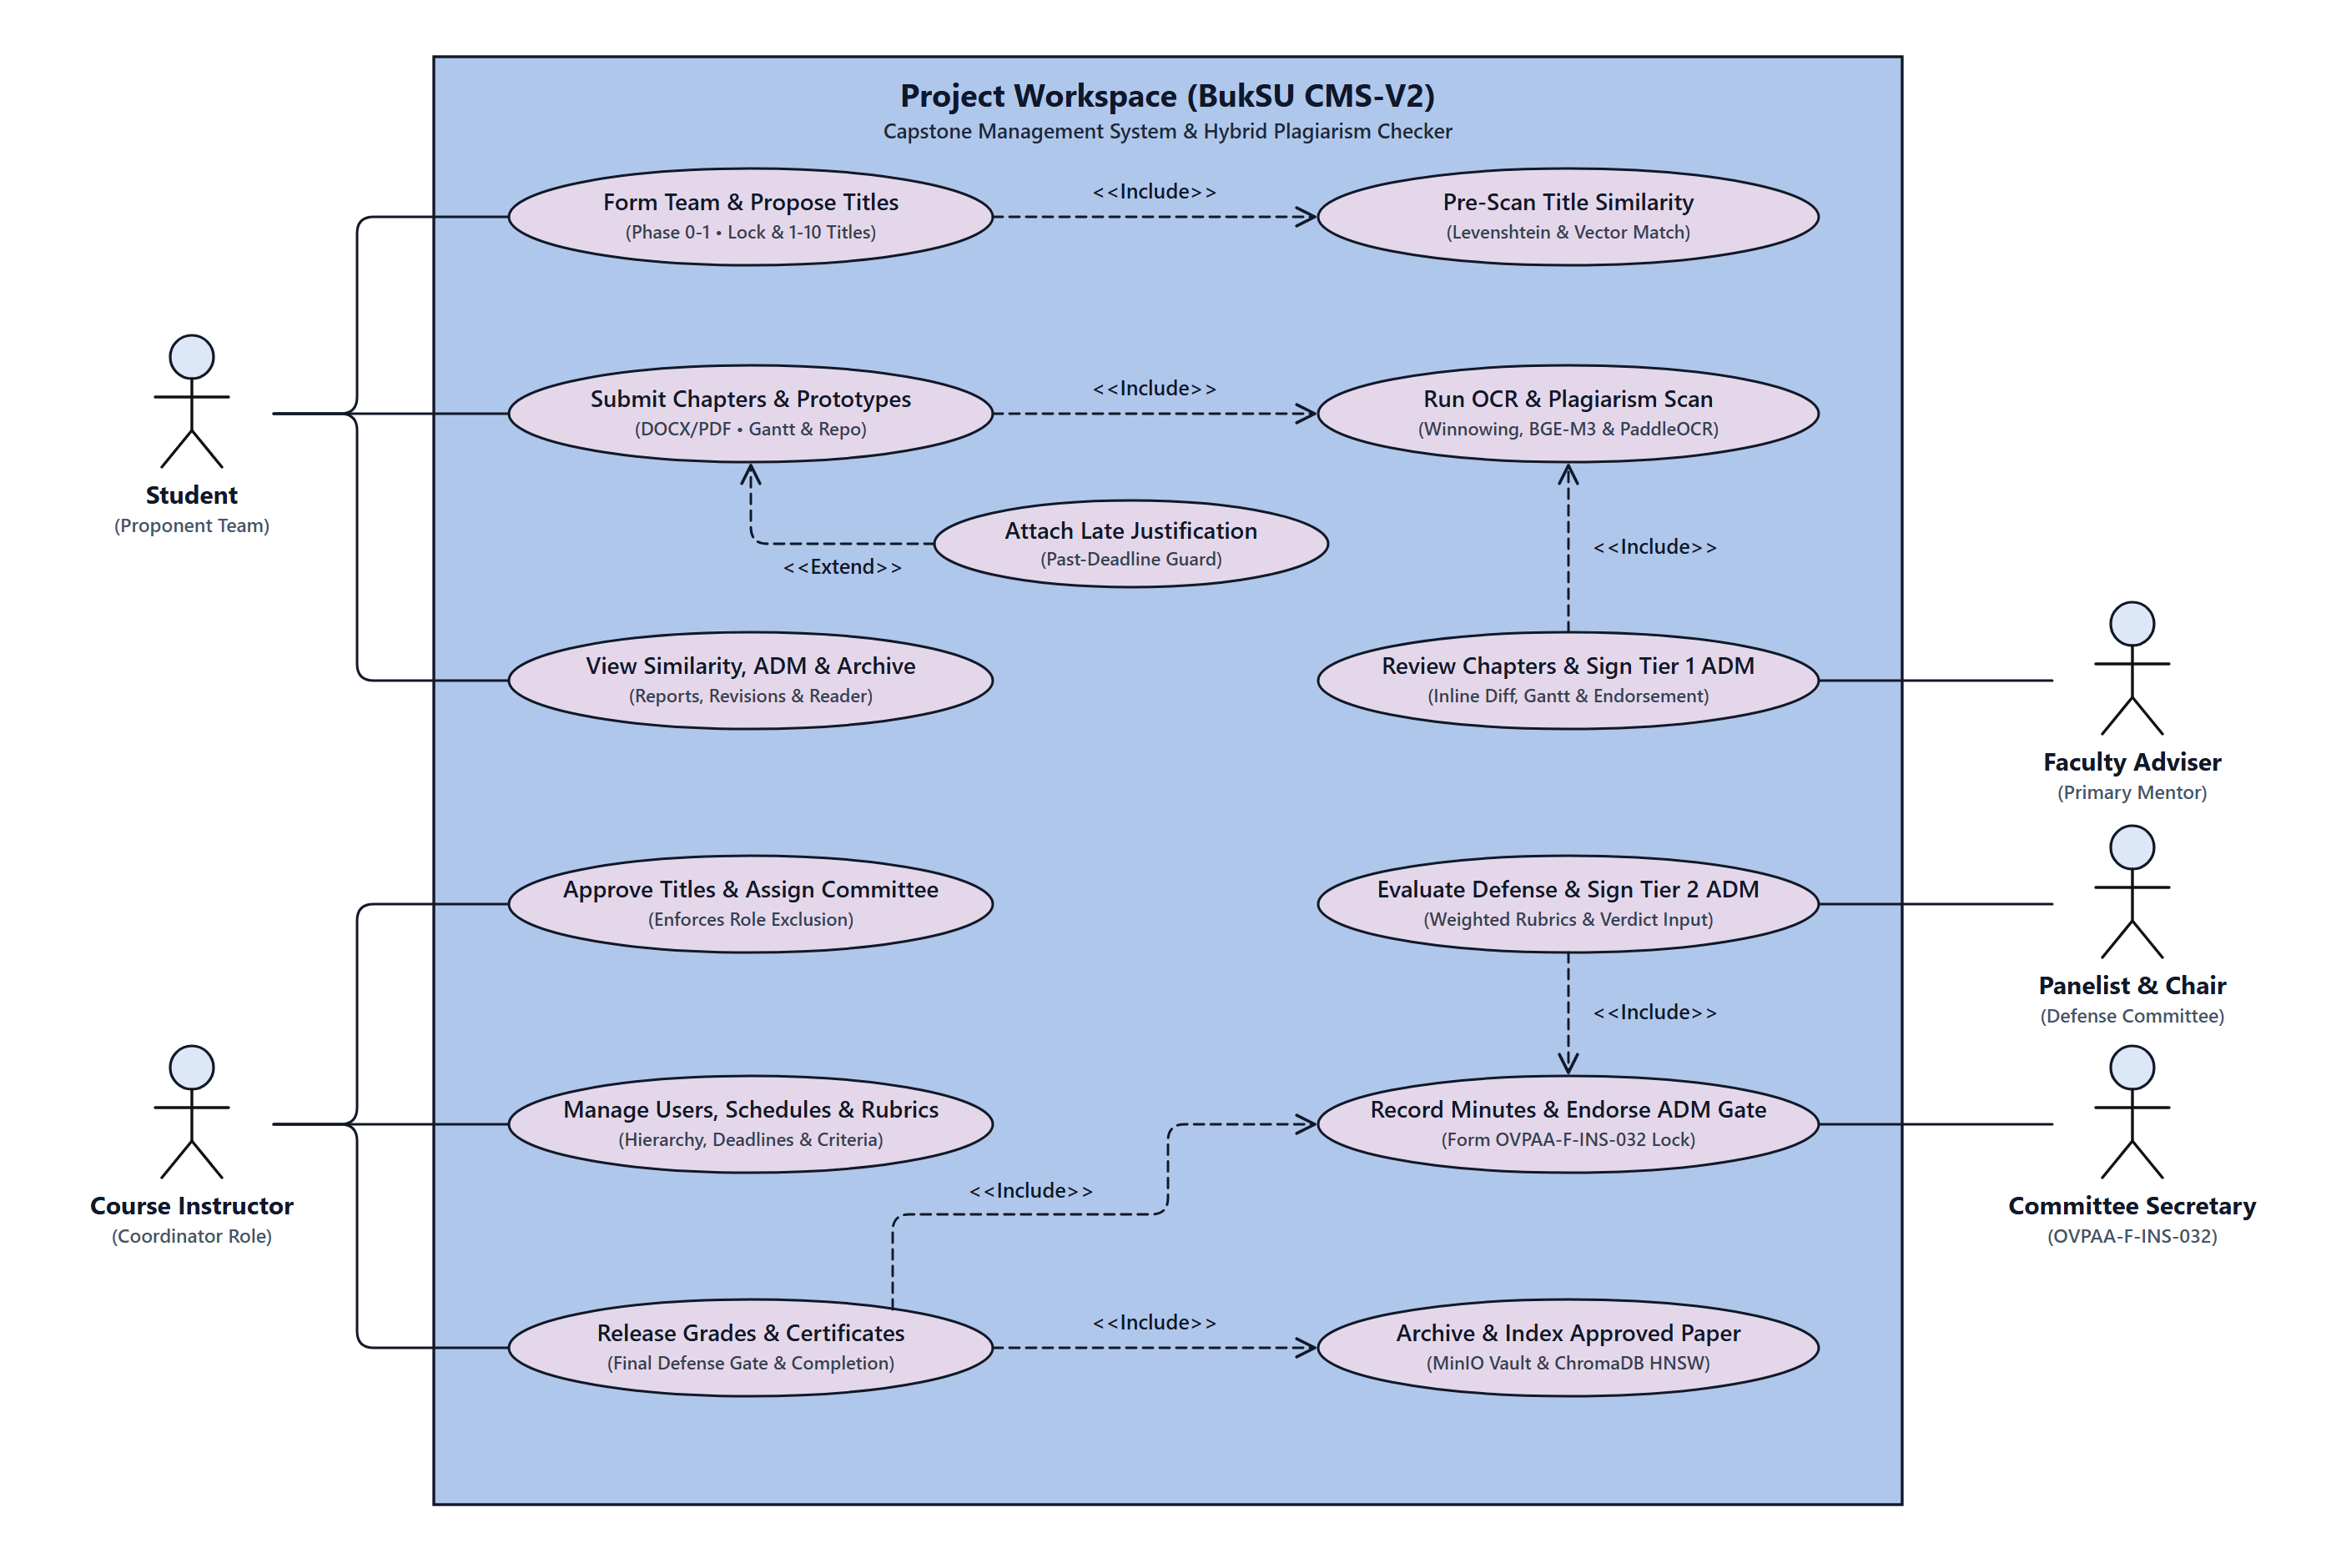 Project Workspace (BukSU CMS-V2)
Capstone Management System & Hybrid Plagiarism Checker
Form Team & Propose Titles
(Phase 0-1 • Lock & 1-10 Titles)
<<Include>>
Pre-Scan Title Similarity
(Levenshtein & Vector Match)
Student
(Proponent Team)
Submit Chapters & Prototypes
(DOCX/PDF • Gantt & Repo)
<<Include>>
Run OCR & Plagiarism Scan
(Winnowing, BGE-M3 & PaddleOCR)
Attach Late Justification
(Past-Deadline Guard)
<<Extend>>
<<Include>>
View Similarity, ADM & Archive
(Reports, Revisions & Reader)
Review Chapters & Sign Tier 1 ADM
(Inline Diff, Gantt & Endorsement)
Faculty Adviser
(Primary Mentor)
Approve Titles & Assign Committee
(Enforces Role Exclusion)
Evaluate Defense & Sign Tier 2 ADM
(Weighted Rubrics & Verdict Input)
Panelist & Chair
(Defense Committee)
<<Include>>
Manage Users, Schedules & Rubrics
(Hierarchy, Deadlines & Criteria)
Record Minutes & Endorse ADM Gate
(Form OVPAA-F-INS-032 Lock)
Course Instructor
(Coordinator Role)
<<Include>>
Committee Secretary
(OVPAA-F-INS-032)
Release Grades & Certificates
(Final Defense Gate & Completion)
<<Include>>
Archive & Index Approved Paper
(MinIO Vault & ChromaDB HNSW)